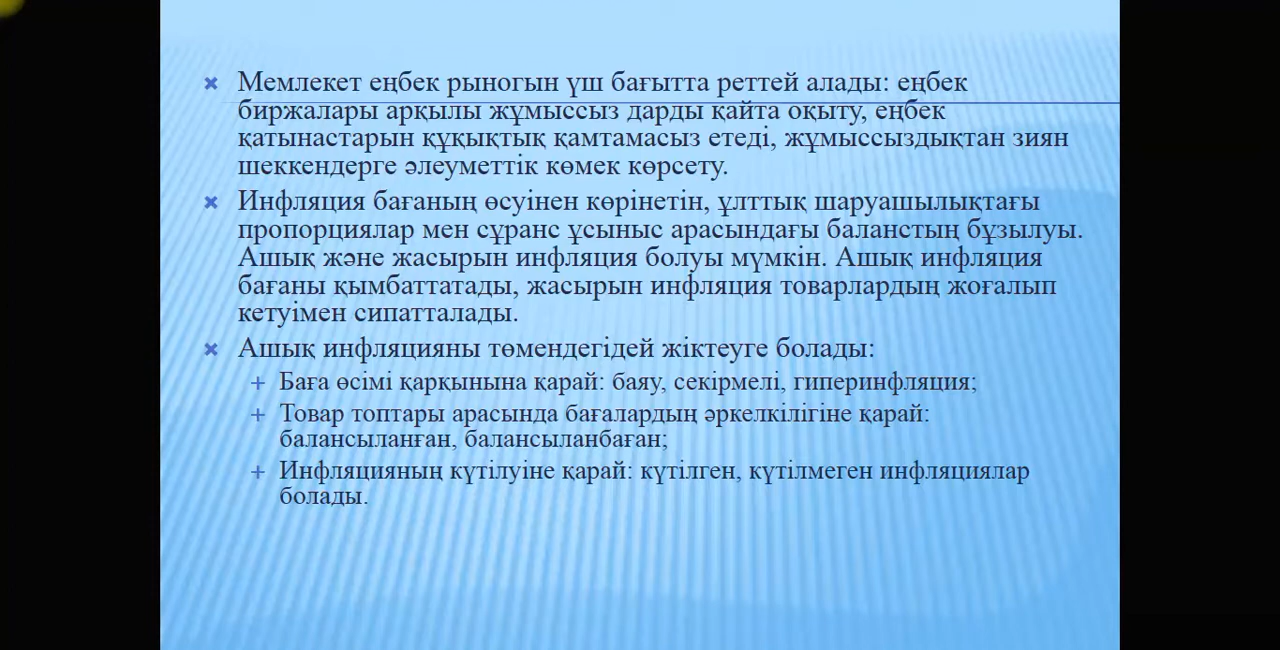 Мемлекет еңбек рыногын үш бағытта реттей алады: еңбек
биржалары арқылы жұмыссыз дарды қайта оқыту, еңбек
қатынастарын құқықтық қамтамасыз етеді, жұмыссыздықтан зиян
шеккендерге әлеуметтік көмек көрсету.
Инфляция бағаның өсуінен көрінетін, ұлттық шаруашылықтағы
пропорциялар мен сұранс ұсыныс арасындағы баланстың бұзылуы.
Ашық және жасырын инфляция болуы мүмкін. Ашық инфляция
бағаны қымбаттатады, жасырын инфляция товарлардың жоғалып
кетуімен сипатталады.
Ашық инфляцияны төмендегідей жіктеуге болады:
Баға өсімі қарқынына қарай: баяу, секірмелі, гиперинфляция;
Товар топтары арасында бағалардың әркелкілігіне қарай:
балансыланған, балансыланбаған;
Инфляцияның күтілуіне қарай: күтілген, күтілмеген инфляциялар
болады.